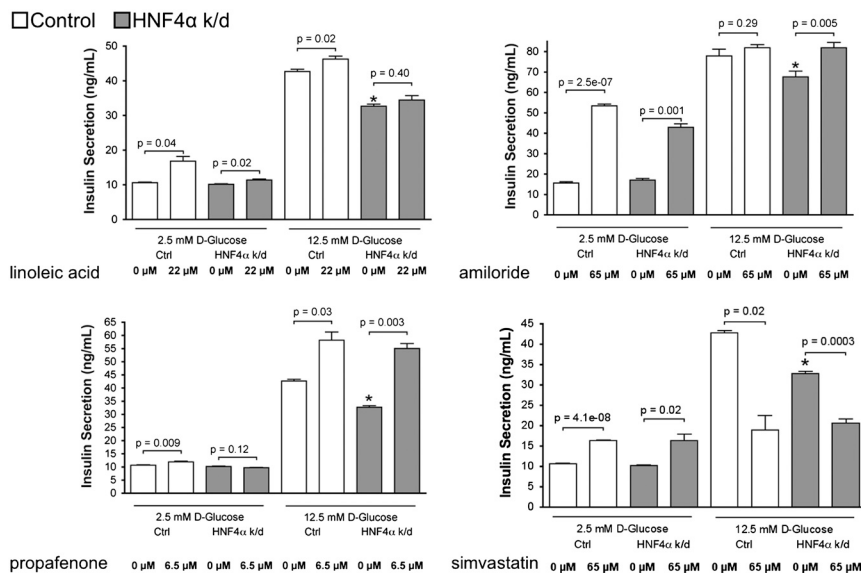 Control HNF4α k/d
Insulin Secretion (ng/mL)
50
40
30
20
10
0
p = 0.04
p = 0.02
p = 0.02
p = 0.40
*
2.5 mM D-Glucose 12.5 mM D-Glucose
Ctrl HNF4α k/d Ctrl HNF4α k/d
linoleic acid
0 µM 22 µM 0 µM 22 µM 0 µM 22 µM 0 µM 22 µM
Insulin Secretion (ng/mL)
80
70
60
50
40
30
20
10
0
p = 2.5e-07
p = 0.001
p = 0.29
p = 0.005
*
2.5 mM D-Glucose 12.5 mM D-Glucose
Ctrl HNF4α k/d Ctrl HNF4α k/d
amiloride
0 µM 65 µM 0 µM 65 µM 0 µM 65 µM 0 µM 65 µM
Insulin Secretion (ng/mL)
65
60
55
50
45
40
35
30
25
20
15
10
5
0
p = 0.009
p = 0.12
p = 0.03
p = 0.003
*
2.5 mM D-Glucose 12.5 mM D-Glucose
Ctrl HNF4α k/d Ctrl HNF4α k/d
propafenone
0 µM 6.5 µM 0 µM 6.5 µM 0 µM 6.5 µM 0 µM 6.5 µM
Insulin Secretion (ng/mL)
45
40
35
30
25
20
15
10
5
0
p = 4.1e-08
p = 0.02
p = 0.02
p = 0.0003
*
2.5 mM D-Glucose 12.5 mM D-Glucose
Ctrl HNF4α k/d Ctrl HNF4α k/d
simvastatin
0 µM 65 µM 0 µM 65 µM 0 µM 65 µM 0 µM 65 µM